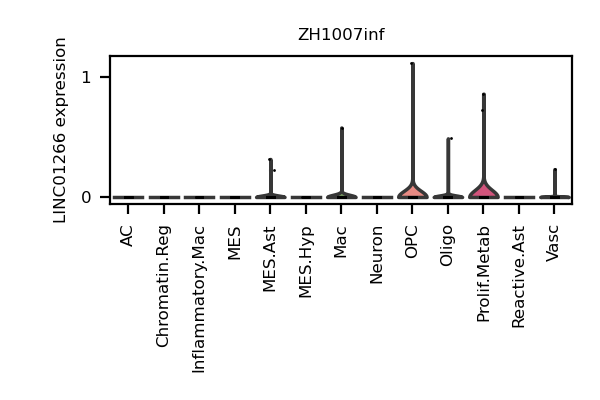 ZH1007inf
LINC01266 expression
1
0
AC
Chromatin.Reg
Inflammatory.Mac
MES
MES.Ast
MES.Hyp
Mac
Neuron
OPC
Oligo
Prolif.Metab
Reactive.Ast
Vasc